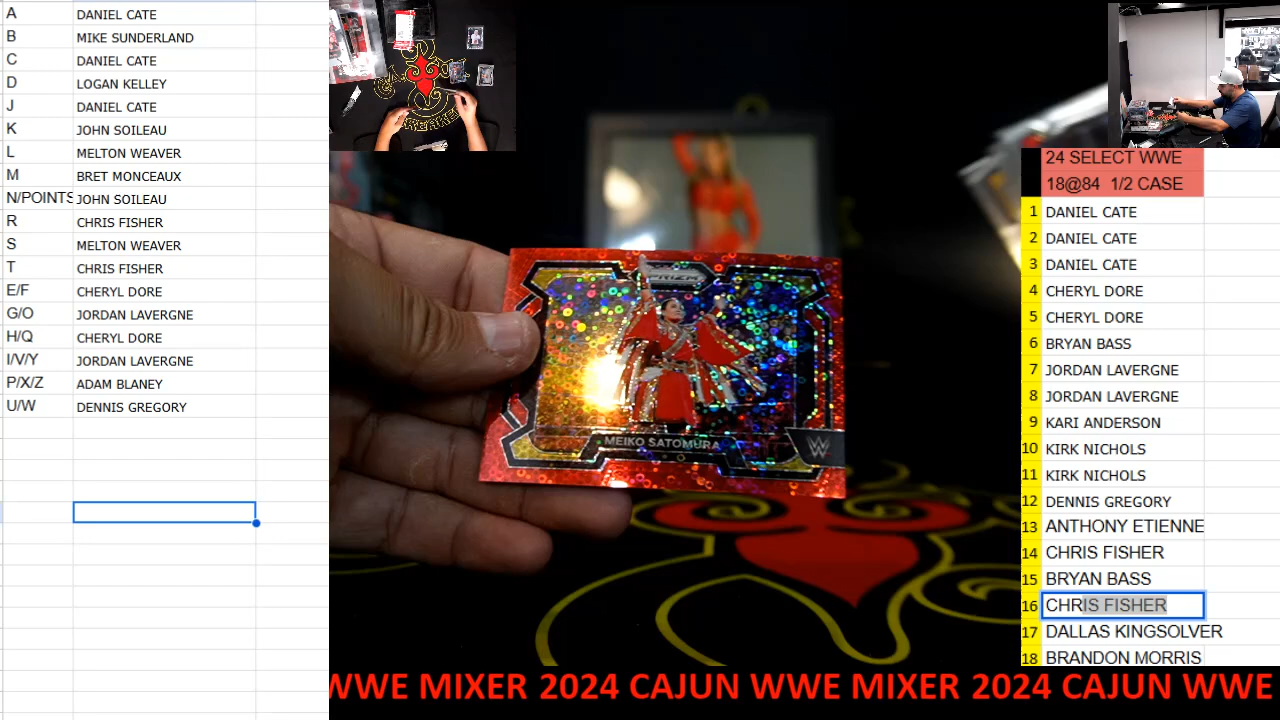 A DANIEL CATE
B MIKE SUNDERLAND
C DANIEL CATE
D LOGAN KELLEY
J DANIEL CATE
K JOHN SOILEAU
L MELTON WEAVER
M BRET MONCEAUX
N/POINTS JOHN SOILEAU
R CHRIS FISHER
S MELTON WEAVER
T CHRIS FISHER
E/F CHERYL DORE
G/O JORDAN LAVERGNE
H/Q CHERYL DORE
I/V/Y JORDAN LAVERGNE
P/X/Z ADAM BLANEY
U/W DENNIS GREGORY
PRIZM
MEIKO SATOMURA
W
24 SELECT WWE
18@84 1/2 CASE
1 DANIEL CATE
2 DANIEL CATE
3 DANIEL CATE
4 CHERYL DORE
5 CHERYL DORE
6 BRYAN BASS
7 JORDAN LAVERGNE
8 JORDAN LAVERGNE
9 KARI ANDERSON
10 KIRK NICHOLS
11 KIRK NICHOLS
12 DENNIS GREGORY
13 ANTHONY ETIENNE
14 CHRIS FISHER
15 BRYAN BASS
16 CHRIS FISHER
17 DALLAS KINGSOLVER
18 BRANDON MORRIS
WWE MIXER 2024 CAJUN WWE MIXER 2024 CAJUN WWE